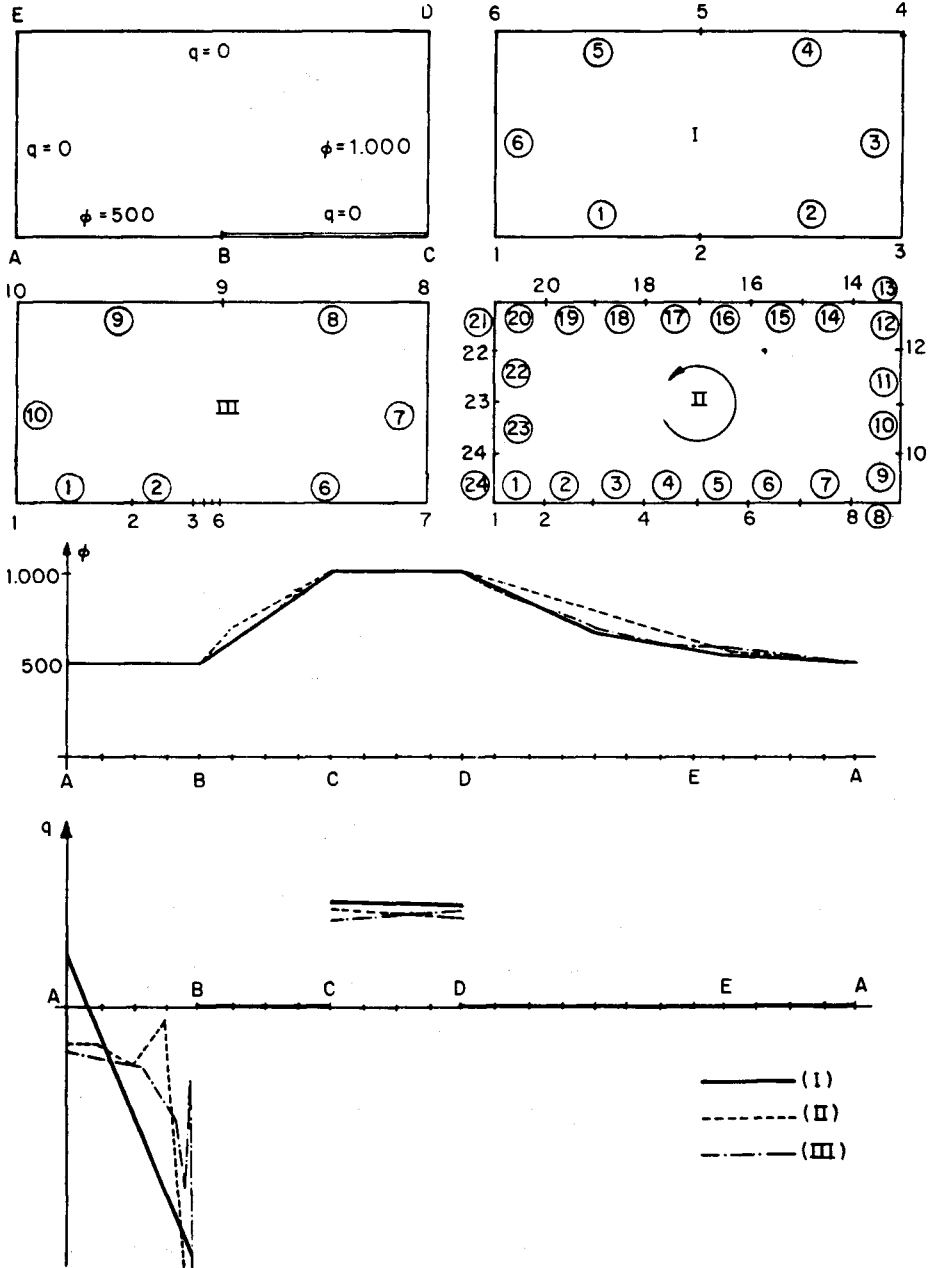 E D
q=0
q=0
φ=1.000
φ=500
q=0
A B C
6 5 4
5 4
6 I 3
1 2
1 2 3
10 9 8
9 8
10 III 7
1 2 6
1 2 3 6 7
20 18 16 14 13
21 20 19 18 17 16 15 14 12
22 12
22 11
23 II
23 10
24 10
24 1 2 3 4 5 6 7 9
1 2 4 6 8 8
φ
1.000
500
A B C D E A
q
A B C D E A
(I)
(II)
(III)